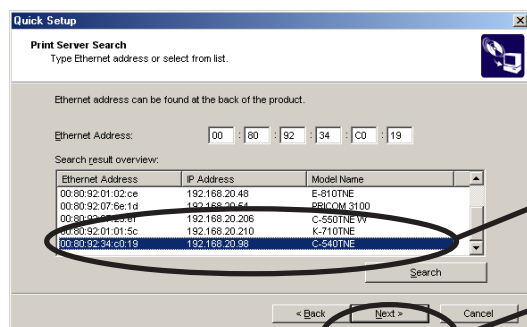 Quick Setup
Print Server Search
Type Ethernet address or select from list.
Ethernet address can be found at the back of the product.
Ethernet Address: 00 : 80 : 92 : 34 : C0 : 19
Search result overview:
Ethernet Address IP Address Model Name
00:80:92:01:02:ce 192.168.20.48 E-810TNE
00:80:92:07:6e:1d 192.168.20.54 PRICOM 3100
192.168.20.206 C-550TNE W
00:80:92:01:01:5c 192.168.20.210 K-710TNE
00:80:92:34:c0:19 192.168.20.98 C-540TNE
Search
< Back Next > Cancel